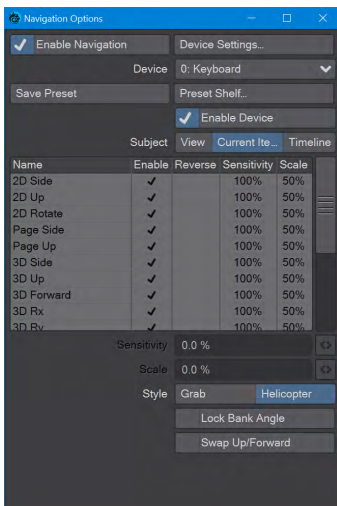 Navigation Options
Enable Navigation Device Settings...
Device 0: Keyboard
Save Preset Preset Shelf...
Enable Device
Subject View Current Ite... Timeline
Name Enable Reverse Sensitivity Scale
2D Side 100% 50%
2D Up 100% 50%
2D Rotate 100% 50%
Page Side 100% 50%
Page Up 100% 50%
3D Side 100% 50%
3D Up 100% 50%
3D Forward 100% 50%
3D Rx 100% 50%
3D Ry 100% 50%
Sensitivity 0.0 %
Scale 0.0 %
Style Grab Helicopter
Lock Bank Angle
Swap Up/Forward